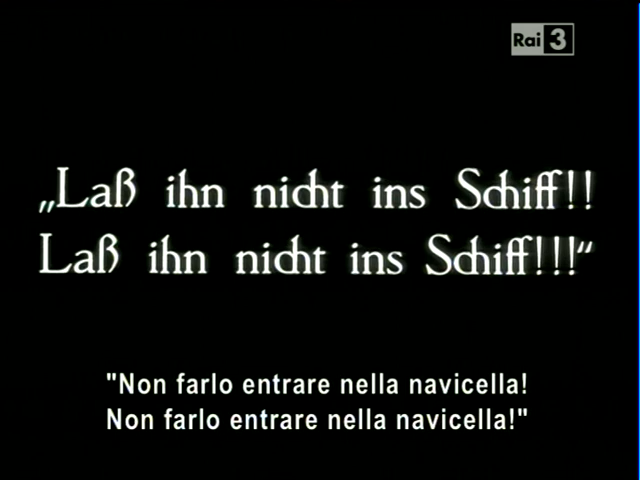 Rai 3
„Laß ihn nicht ins Schiff!!
Laß ihn nicht ins Schiff!!!“
"Non farlo entrare nella navicella!
Non farlo entrare nella navicella!"